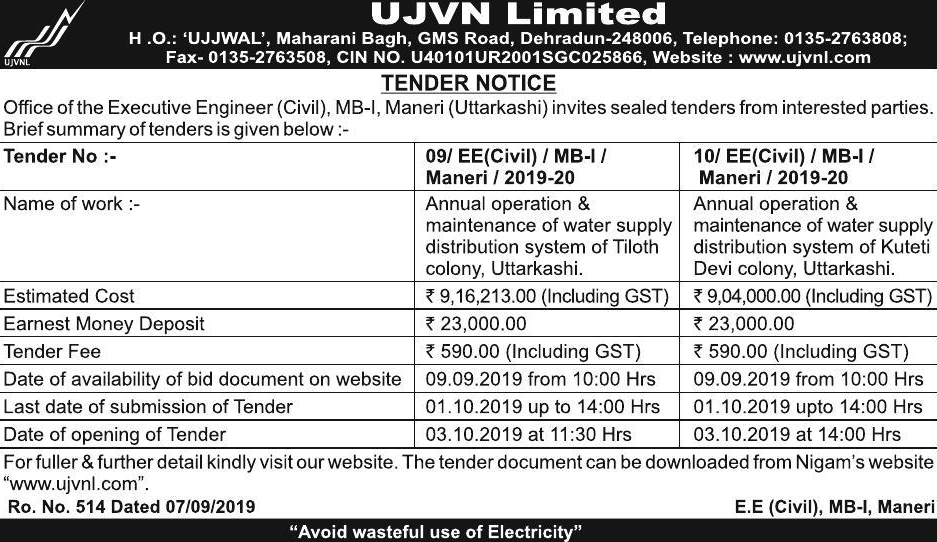 UJVNL
UJVN Limited
H .O.: ‘UJJWAL’, Maharani Bagh, GMS Road, Dehradun-248006, Telephone: 0135-2763808;
Fax- 0135-2763508, CIN NO. U40101UR2001SGC025866, Website : www.ujvnl.com
TENDER NOTICE
Office of the Executive Engineer (Civil), MB-I, Maneri (Uttarkashi) invites sealed tenders from interested parties.
Brief summary of tenders is given below :-
Tender No :- 09/ EE(Civil) / MB-I / 10/ EE(Civil) / MB-I /
Maneri / 2019-20 Maneri / 2019-20
Name of work :- Annual operation & Annual operation &
maintenance of water supply maintenance of water supply
distribution system of Tiloth distribution system of Kuteti
colony, Uttarkashi. Devi colony, Uttarkashi.
Estimated Cost ₹ 9,16,213.00 (Including GST) ₹ 9,04,000.00 (Including GST)
Earnest Money Deposit ₹ 23,000.00 ₹ 23,000.00
Tender Fee ₹ 590.00 (Including GST) ₹ 590.00 (Including GST)
Date of availability of bid document on website 09.09.2019 from 10:00 Hrs 09.09.2019 from 10:00 Hrs
Last date of submission of Tender 01.10.2019 up to 14:00 Hrs 01.10.2019 upto 14:00 Hrs
Date of opening of Tender 03.10.2019 at 11:30 Hrs 03.10.2019 at 14:00 Hrs
For fuller & further detail kindly visit our website. The tender document can be downloaded from Nigam’s website
“www.ujvnl.com”.
Ro. No. 514 Dated 07/09/2019 E.E (Civil), MB-I, Maneri
“Avoid wasteful use of Electricity”